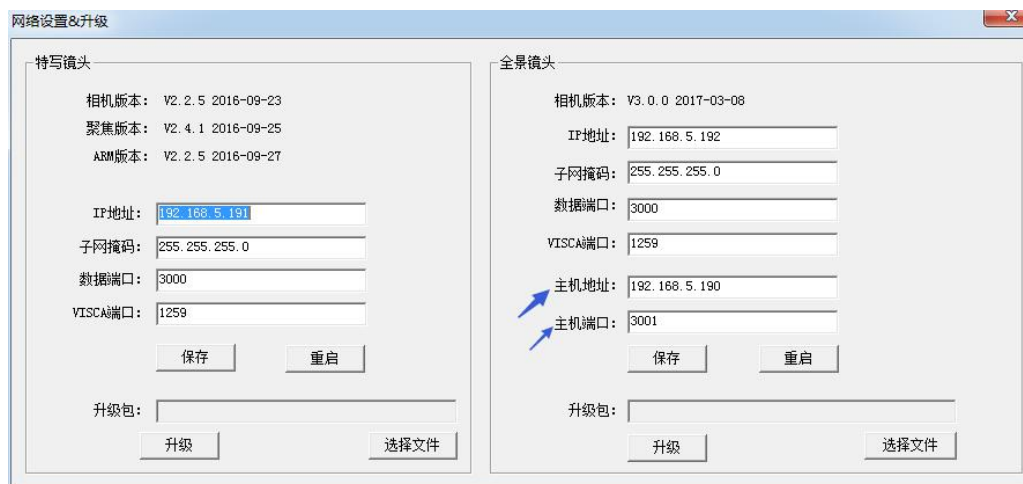 网络设置&升级
特写镜头
相机版本： V2.2.5 2016-09-23
聚焦版本： V2.4.1 2016-09-25
ARM版本： V2.2.5 2016-09-27
IP地址： 192.168.5.191
子网掩码： 255.255.255.0
数据端口： 3000
VISCA端口： 1259
保存 重启
升级包：
升级 选择文件
全景镜头
相机版本： V3.0.0 2017-03-08
IP地址： 192.168.5.192
子网掩码： 255.255.255.0
数据端口： 3000
VISCA端口： 1259
主机地址： 192.168.5.190
主机端口： 3001
保存 重启
升级包：
升级 选择文件